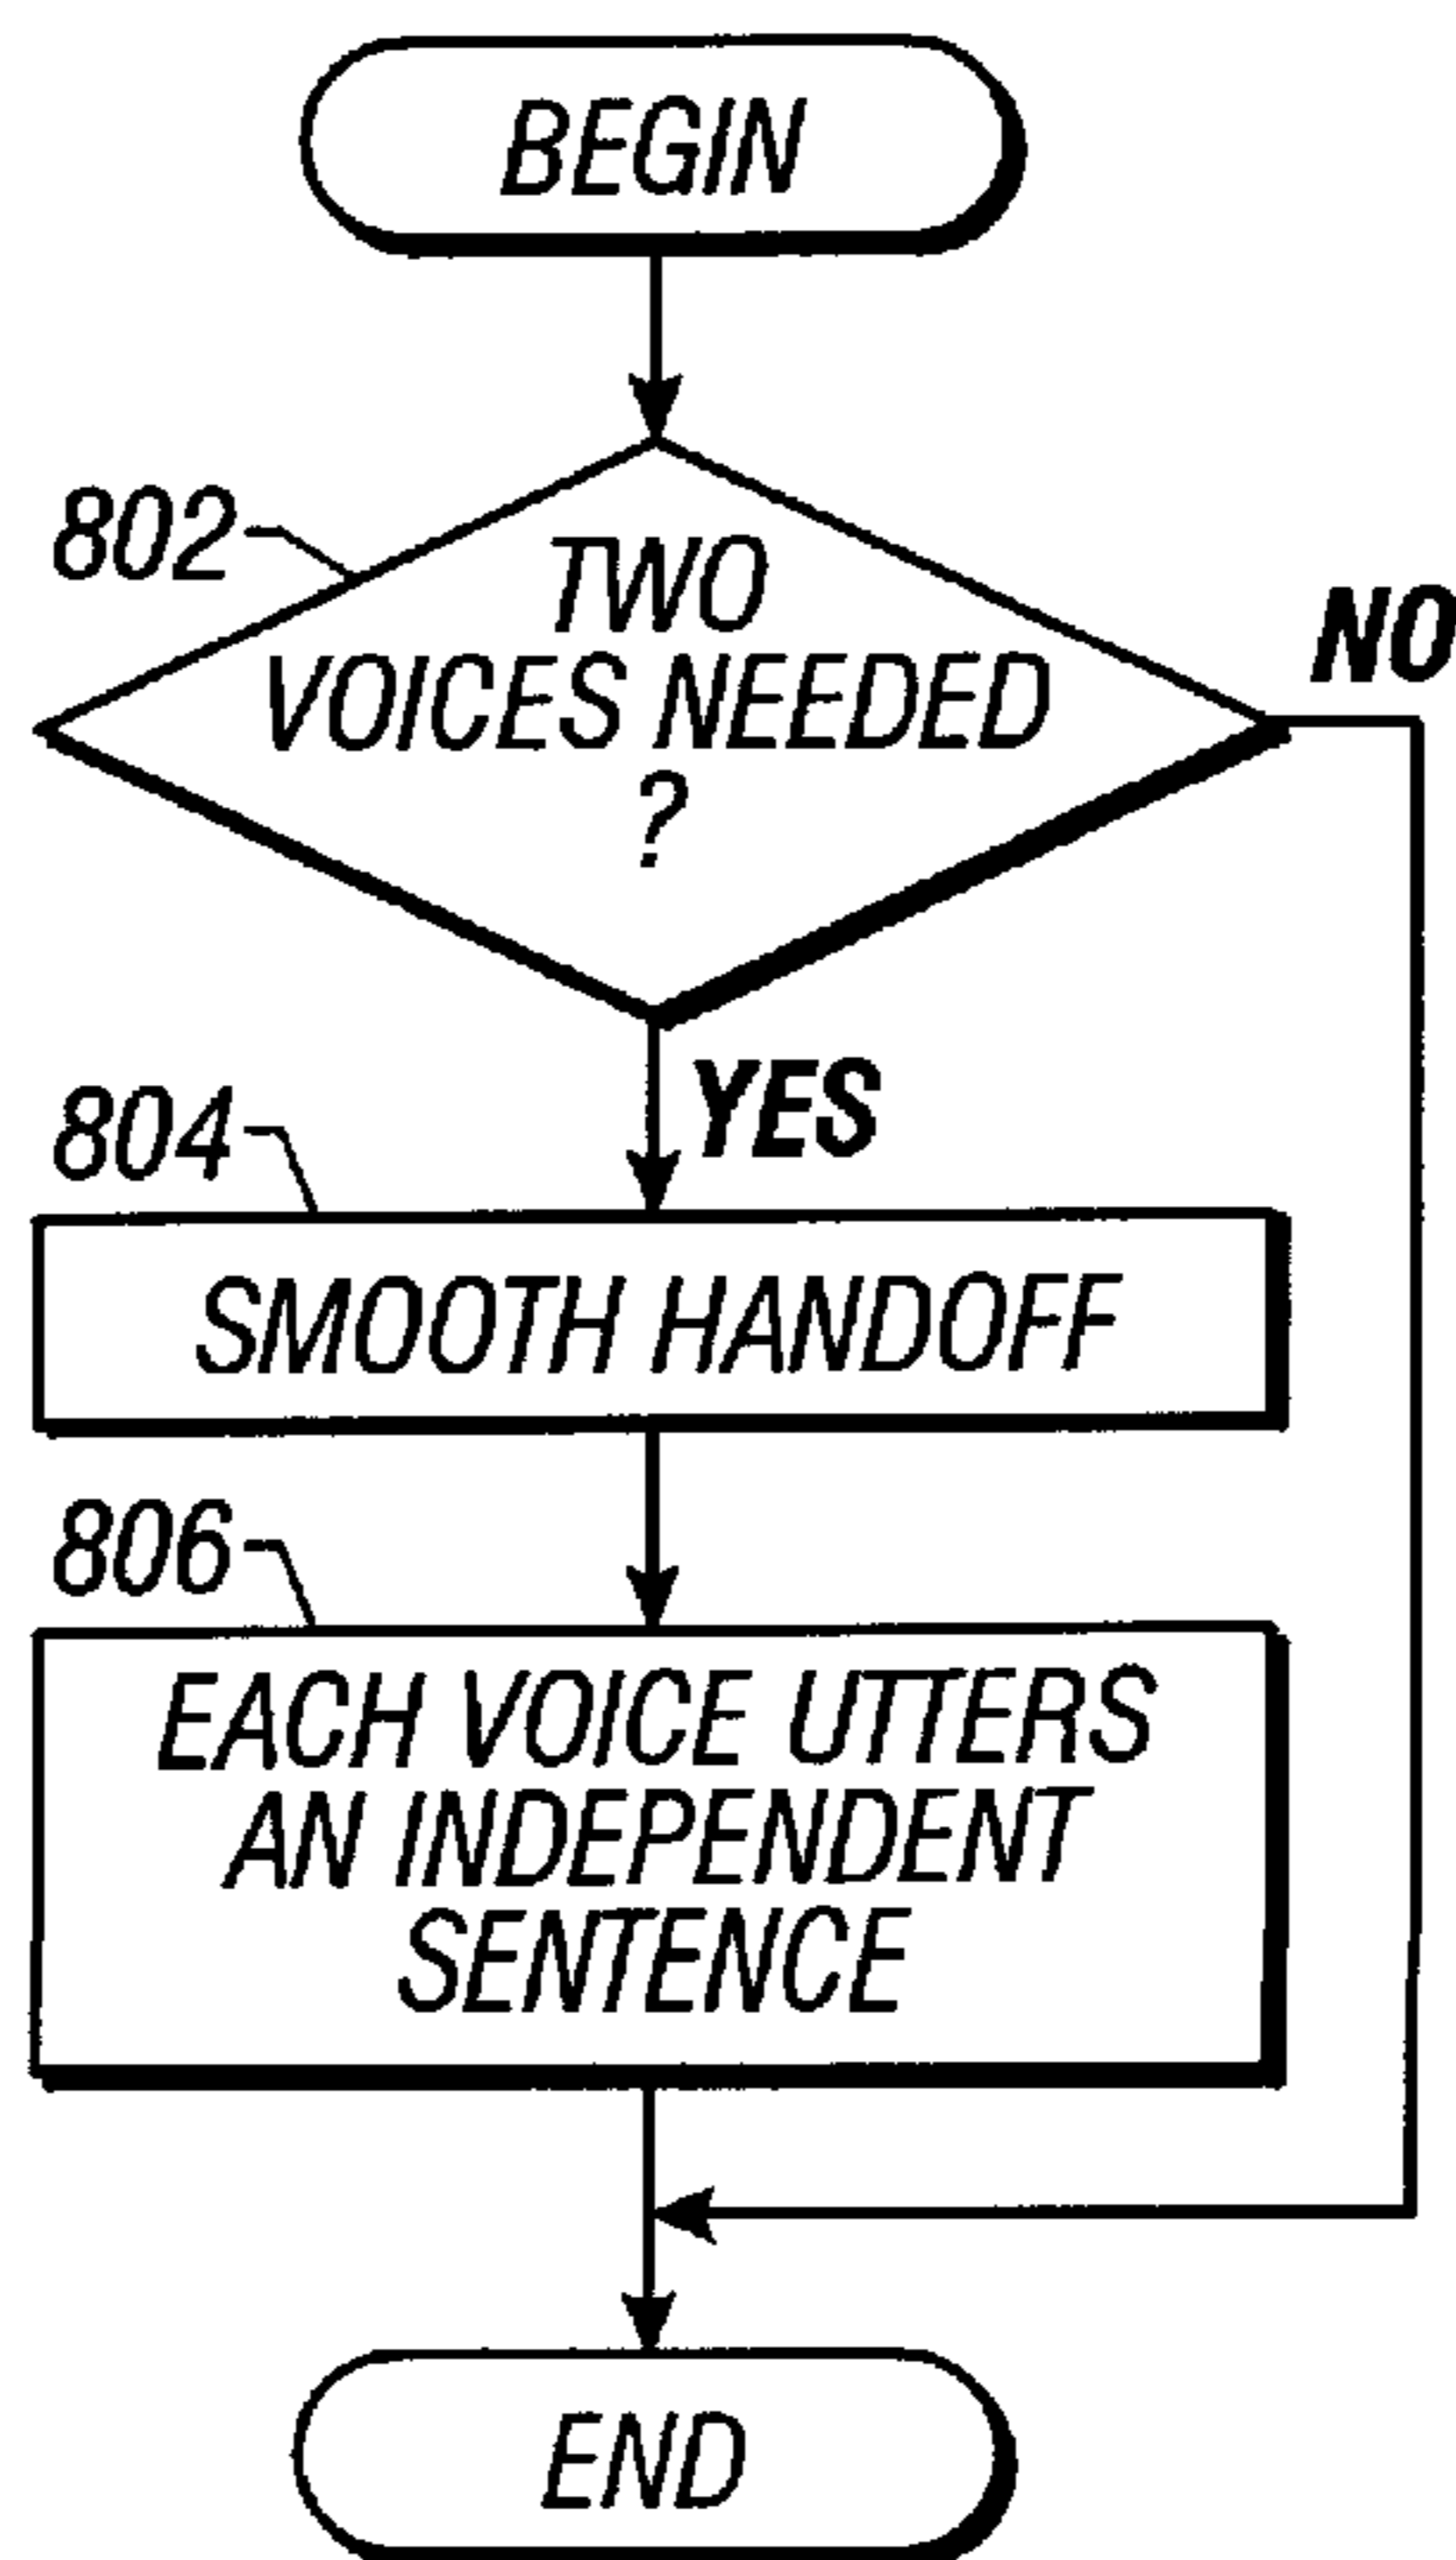 BEGIN
802
TWO
VOICES NEEDED
?
NO
YES
804
SMOOTH HANDOFF
806
EACH VOICE UTTERS
AN INDEPENDENT
SENTENCE
END